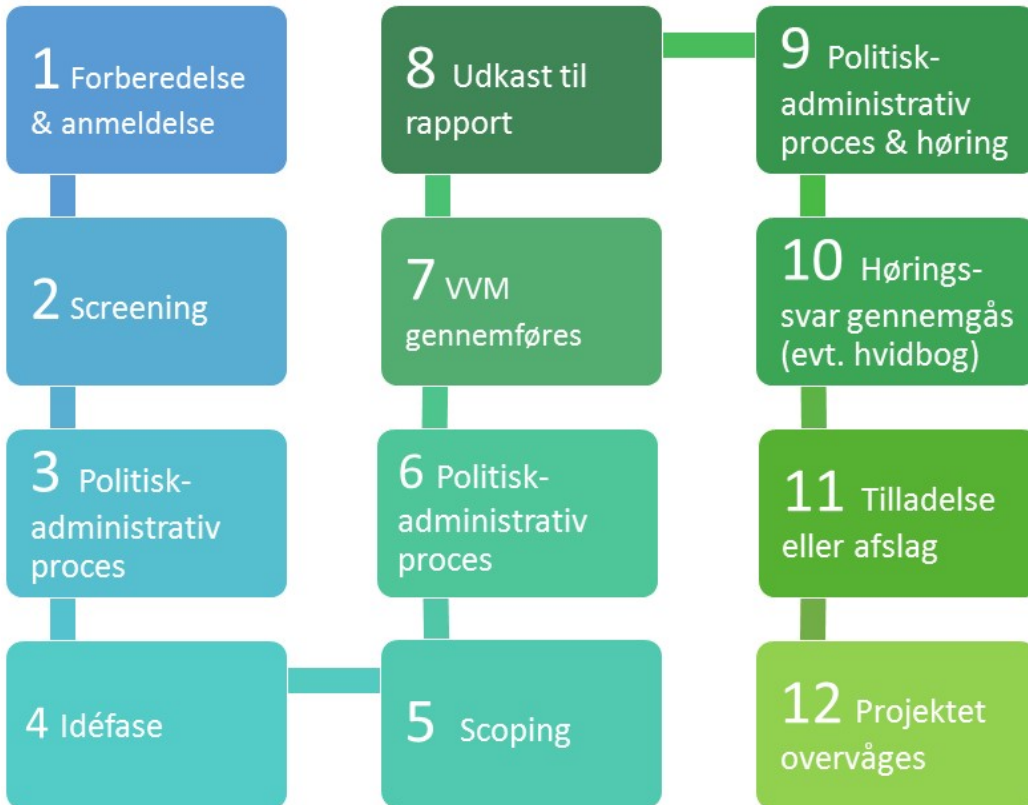 1 Forberedelse
& anmeldelse
2 Screening
3 Politisk-
administrativ
proces
4 Idéfase
5 Scoping
6 Politisk-
administrativ
proces
7 VVM
gennemføres
8 Udkast til
rapport
9 Politisk-
administrativ
proces & høring
10 Hørings-
svar gennemgås
(evt. hvidbog)
11 Tilladelse
eller afslag
12 Projektet
overvåges